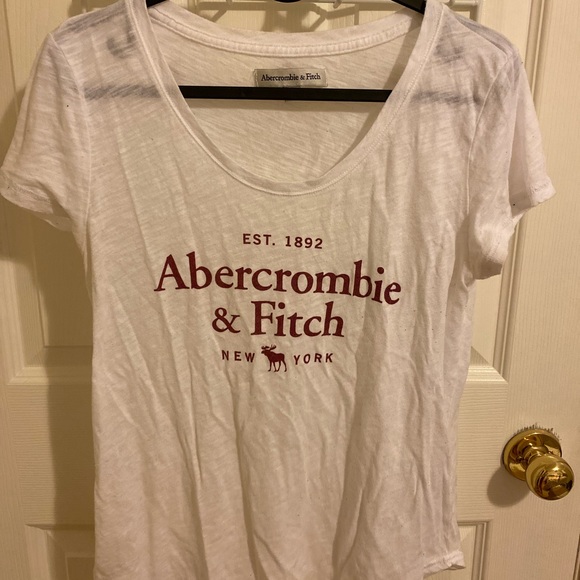 Abercrombie & Fitch
EST. 1892
Abercrombie
& Fitch
NEW YORK